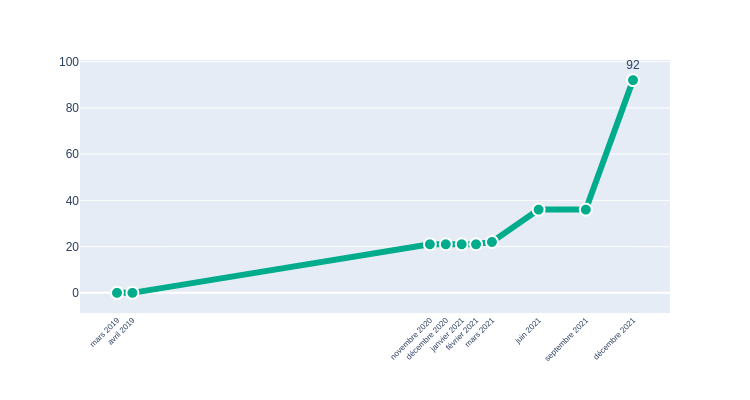 100
92
80
60
40
20
0
mars 2019
avril 2019
novembre 2020
décembre 2020
janvier 2021
février 2021
mars 2021
juin 2021
septembre 2021
décembre 2021